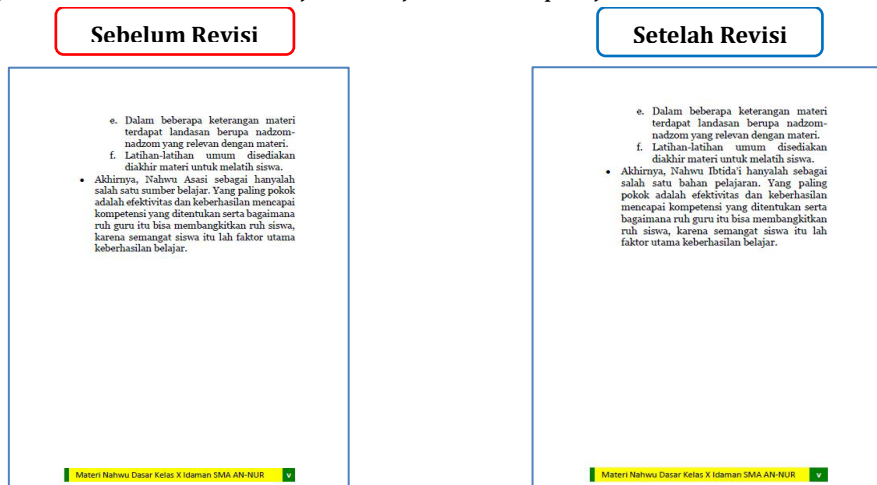 Sebelum Revisi
e. Dalam beberapa keterangan materi
terdapat landasan berupa nadzom-
nadzom yang relevan dengan materi.
f. Latihan-latihan umum disediakan
diakhir materi untuk melatih siswa.
• Akhirnya, Nahwu Asasi sebagai hanyalah
salah satu sumber belajar. Yang paling pokok
adalah efektivitas dan keberhasilan mencapai
kompetensi yang ditentukan serta bagaimana
ruh guru itu bisa membangkitkan ruh siswa,
karena semangat siswa itu lah faktor utama
keberhasilan belajar.
Materi Nahwu Dasar Kelas X Idaman SMA AN-NUR v
Setelah Revisi
e. Dalam beberapa keterangan materi
terdapat landasan berupa nadzom-
nadzom yang relevan dengan materi.
f. Latihan-latihan umum disediakan
diakhir materi untuk melatih siswa.
• Akhirnya, Nahwu Ibtida'i hanyalah sebagai
salah satu bahan pelajaran. Yang paling
pokok adalah efektivitas dan keberhasilan
mencapai kompetensi yang ditentukan serta
bagaimana ruh guru itu bisa membangkitkan
ruh siswa, karena semangat siswa itu lah
faktor utama keberhasilan belajar.
Materi Nahwu Dasar Kelas X Idaman SMA AN-NUR v